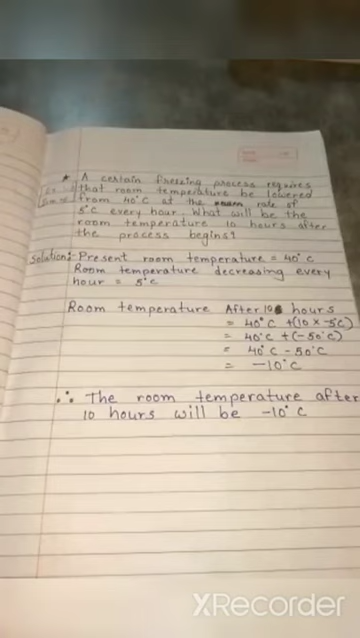 * A certain freezing process requires
that room temperature be lowered
from 40°C at the rate of
5°C every hour. What will be the
room temperature 10 hours after
the process begins?
Solution:- Present room temperature = 40°C
Room temperature decreasing every
hour = 5°C
Room temperature After 10 hours
= 40°C + (10 × -5°C)
= 40°C + (-50°C)
= 40°C - 50°C
= -10°C
∴ The room temperature after
10 hours will be -10°C
XRecorder